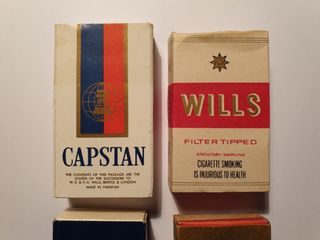 CAPSTAN
THE CONTENTS OF THIS PACKAGE ARE THE
GOODS OF THE SUCCESSORS TO
W.D. & H.O. WILLS, BRISTOL & LONDON
MADE IN PAKISTAN
WILLS
FILTER TIPPED
STATUTORY WARNING
CIGARETTE SMOKING
IS INJURIOUS TO HEALTH